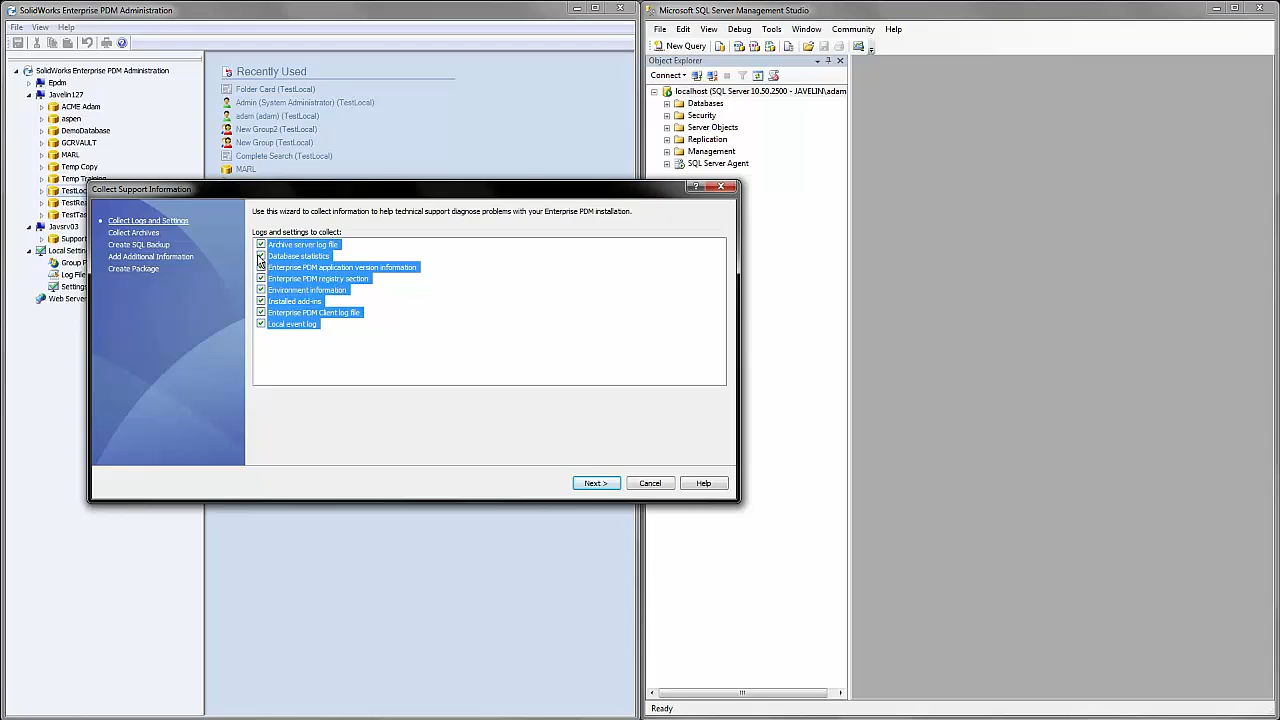 SolidWorks Enterprise PDM Administration
File View Help
SolidWorks Enterprise PDM Administration
Epdm
Javelin127
ACME Adam
aspen
DemoDatabase
GCRVAULT
MARL
Temp Copy
Temp Training
Javsrv03
Local
Web
Recently Used
Folder Card (TestLocal)
Admin (System Administrator) (TestLocal)
adam (adam) (TestLocal)
New Group2 (TestLocal)
New Group (TestLocal)
Complete Search (TestLocal)
MARL
Collect Support Information
Collect Logs and Settings
Collect Archives
Create SQL Backup
Add Additional Information
Create Package
Use this wizard to collect information to help technical support diagnose problems with your Enterprise PDM installation.
Logs and settings to collect:
Archive server log file
Database statistics
Enterprise PDM application version information
Enterprise PDM registry section
Environment information
Installed add-ins
Enterprise PDM Client log file
Local event log
Next >
Cancel
Help
Microsoft SQL Server Management Studio
File Edit View Debug Tools Window Community Help
New Query
Object Explorer
Connect
localhost (SQL Server 10.50.2500 - JAVELIN\adam
Databases
Security
Server Objects
Replication
Management
SQL Server Agent
Ready